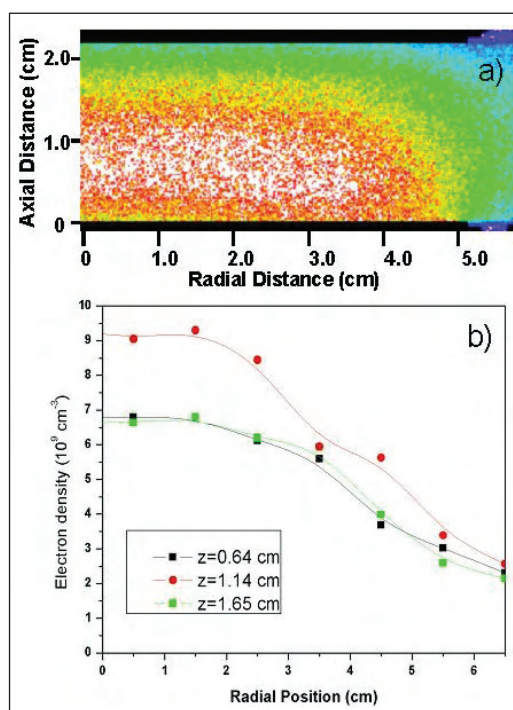 a)
2.0
1.0
0
Axial Distance (cm)
0 1.0 2.0 3.0 4.0 5.0
Radial Distance (cm)
b)
10
9
8
7
6
5
4
3
2
1
0
Electron density (10⁹ cm⁻³)
z=0.64 cm
z=1.14 cm
z=1.65 cm
0 1 2 3 4 5 6
Radial Position (cm)